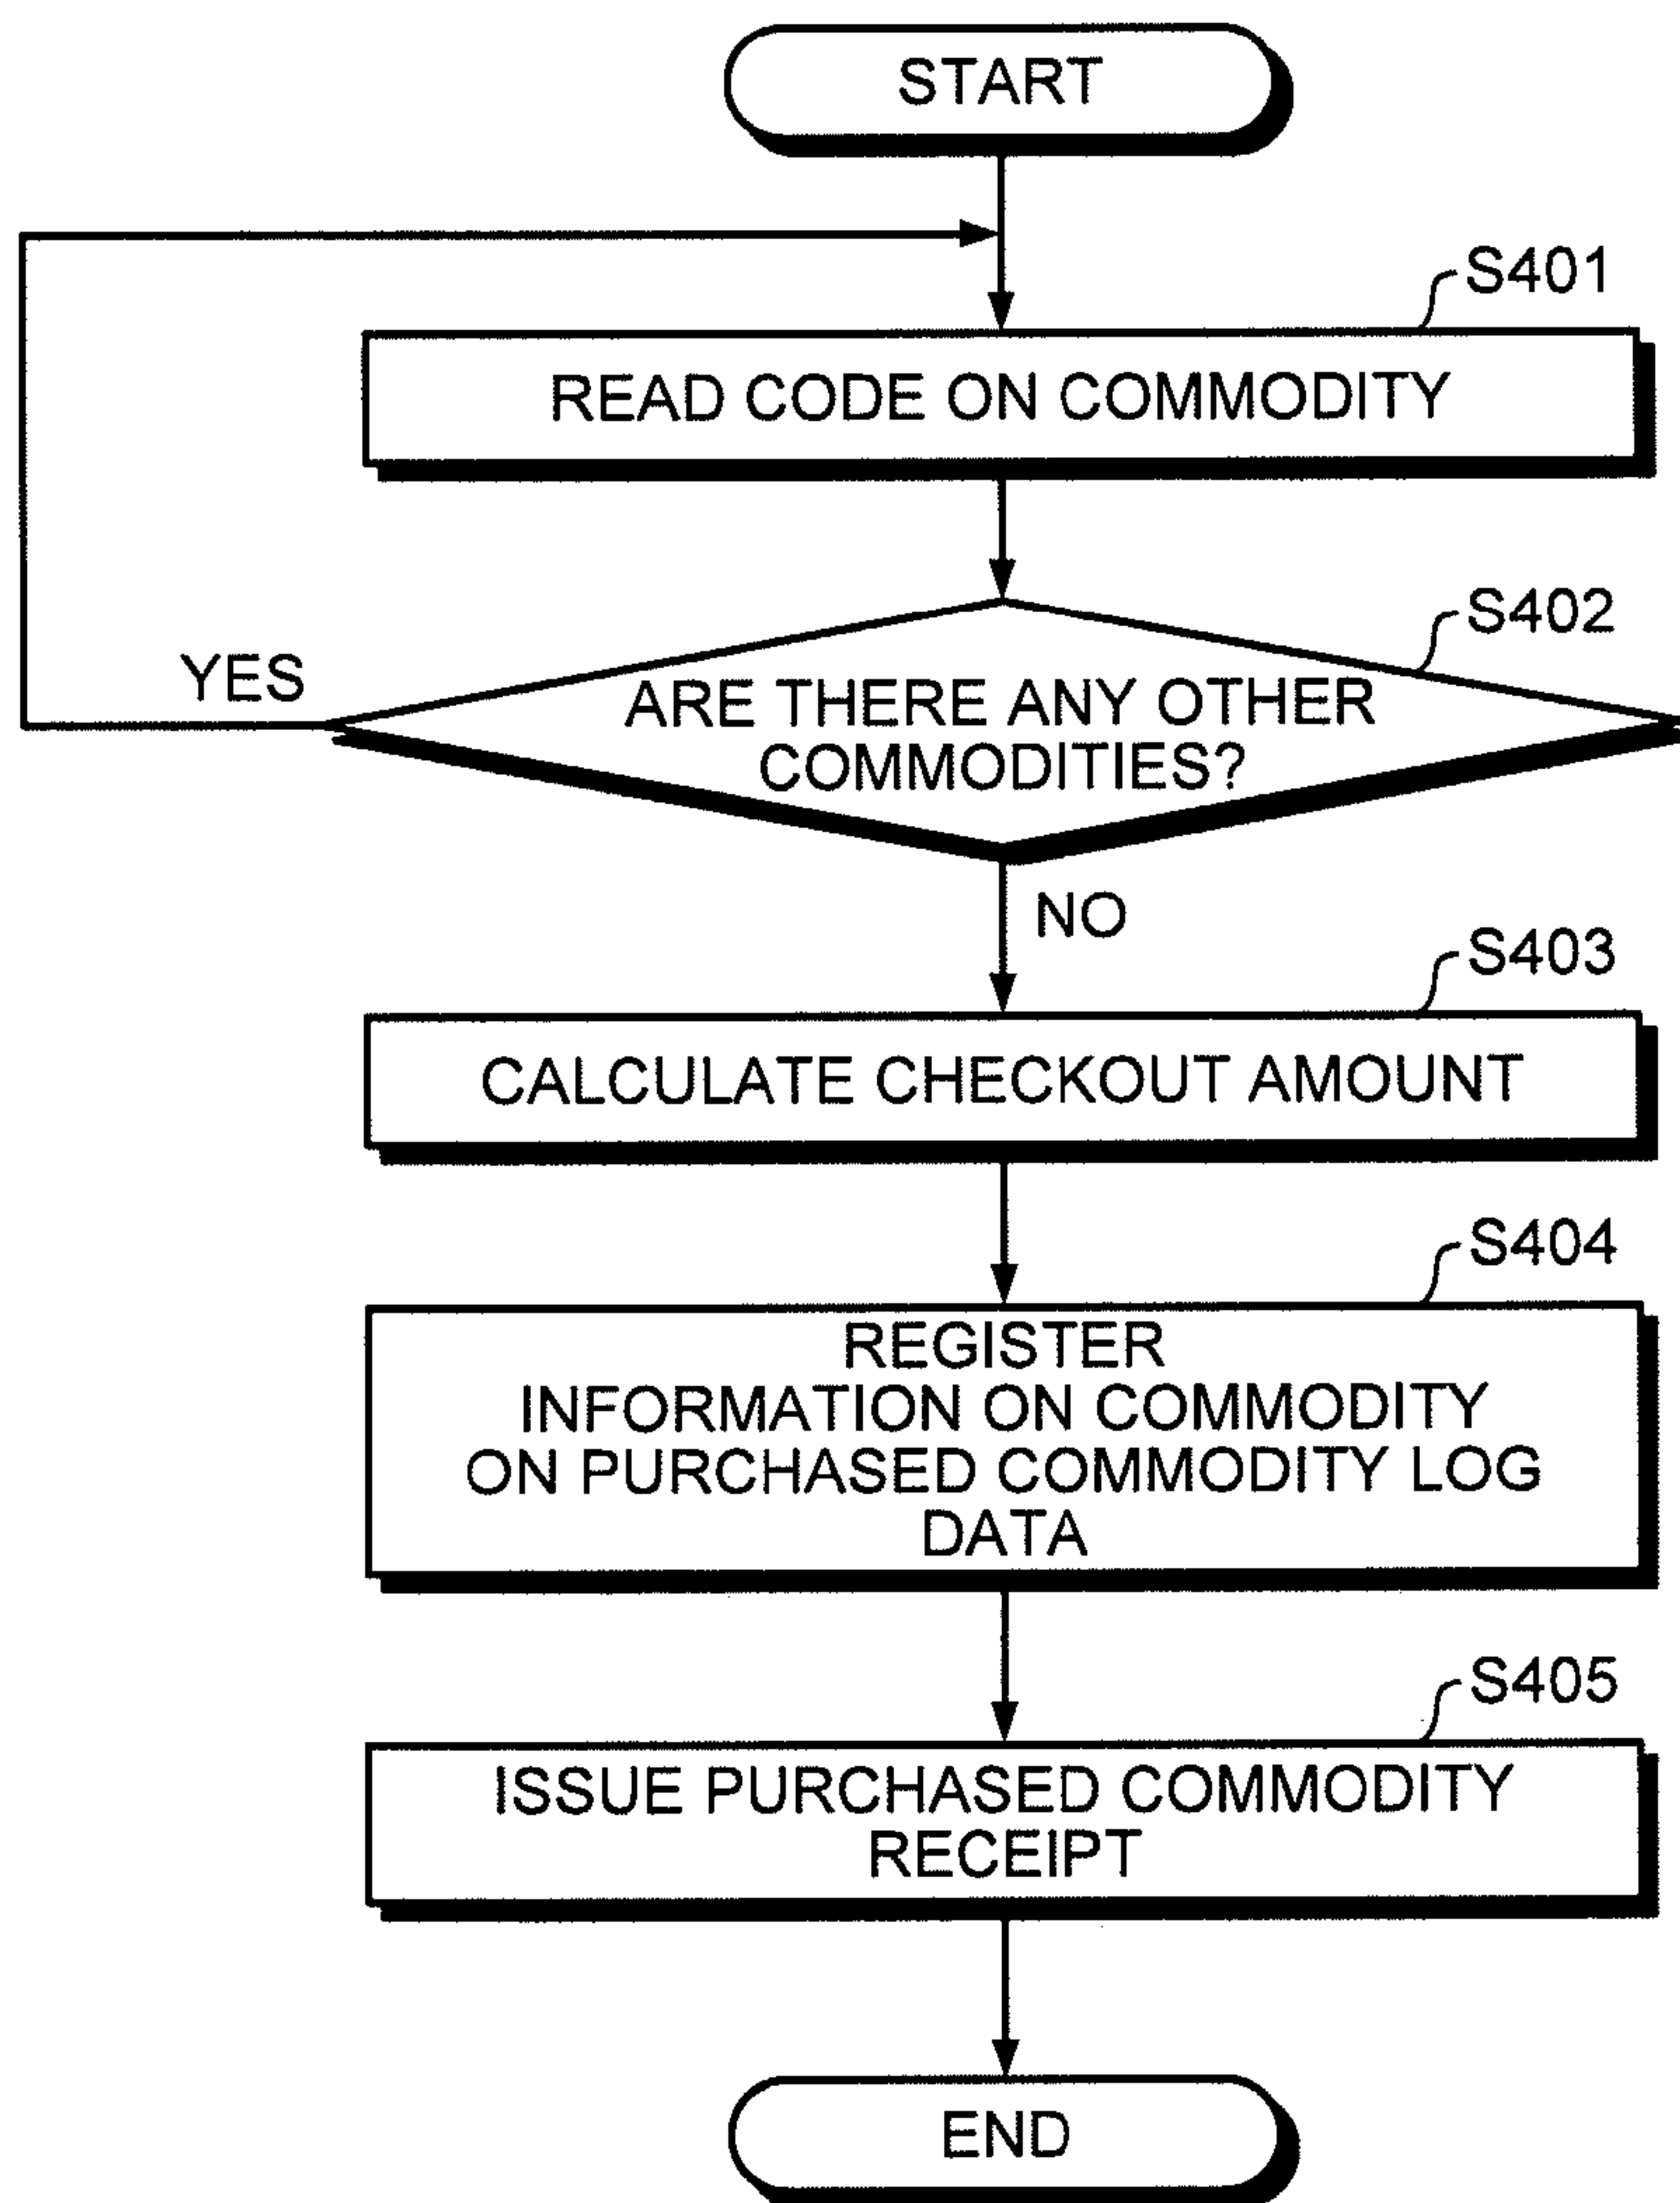 START
S401
READ CODE ON COMMODITY
S402
YES
ARE THERE ANY OTHER
COMMODITIES?
NO
S403
CALCULATE CHECKOUT AMOUNT
S404
REGISTER
INFORMATION ON COMMODITY
ON PURCHASED COMMODITY LOG
DATA
S405
ISSUE PURCHASED COMMODITY
RECEIPT
END